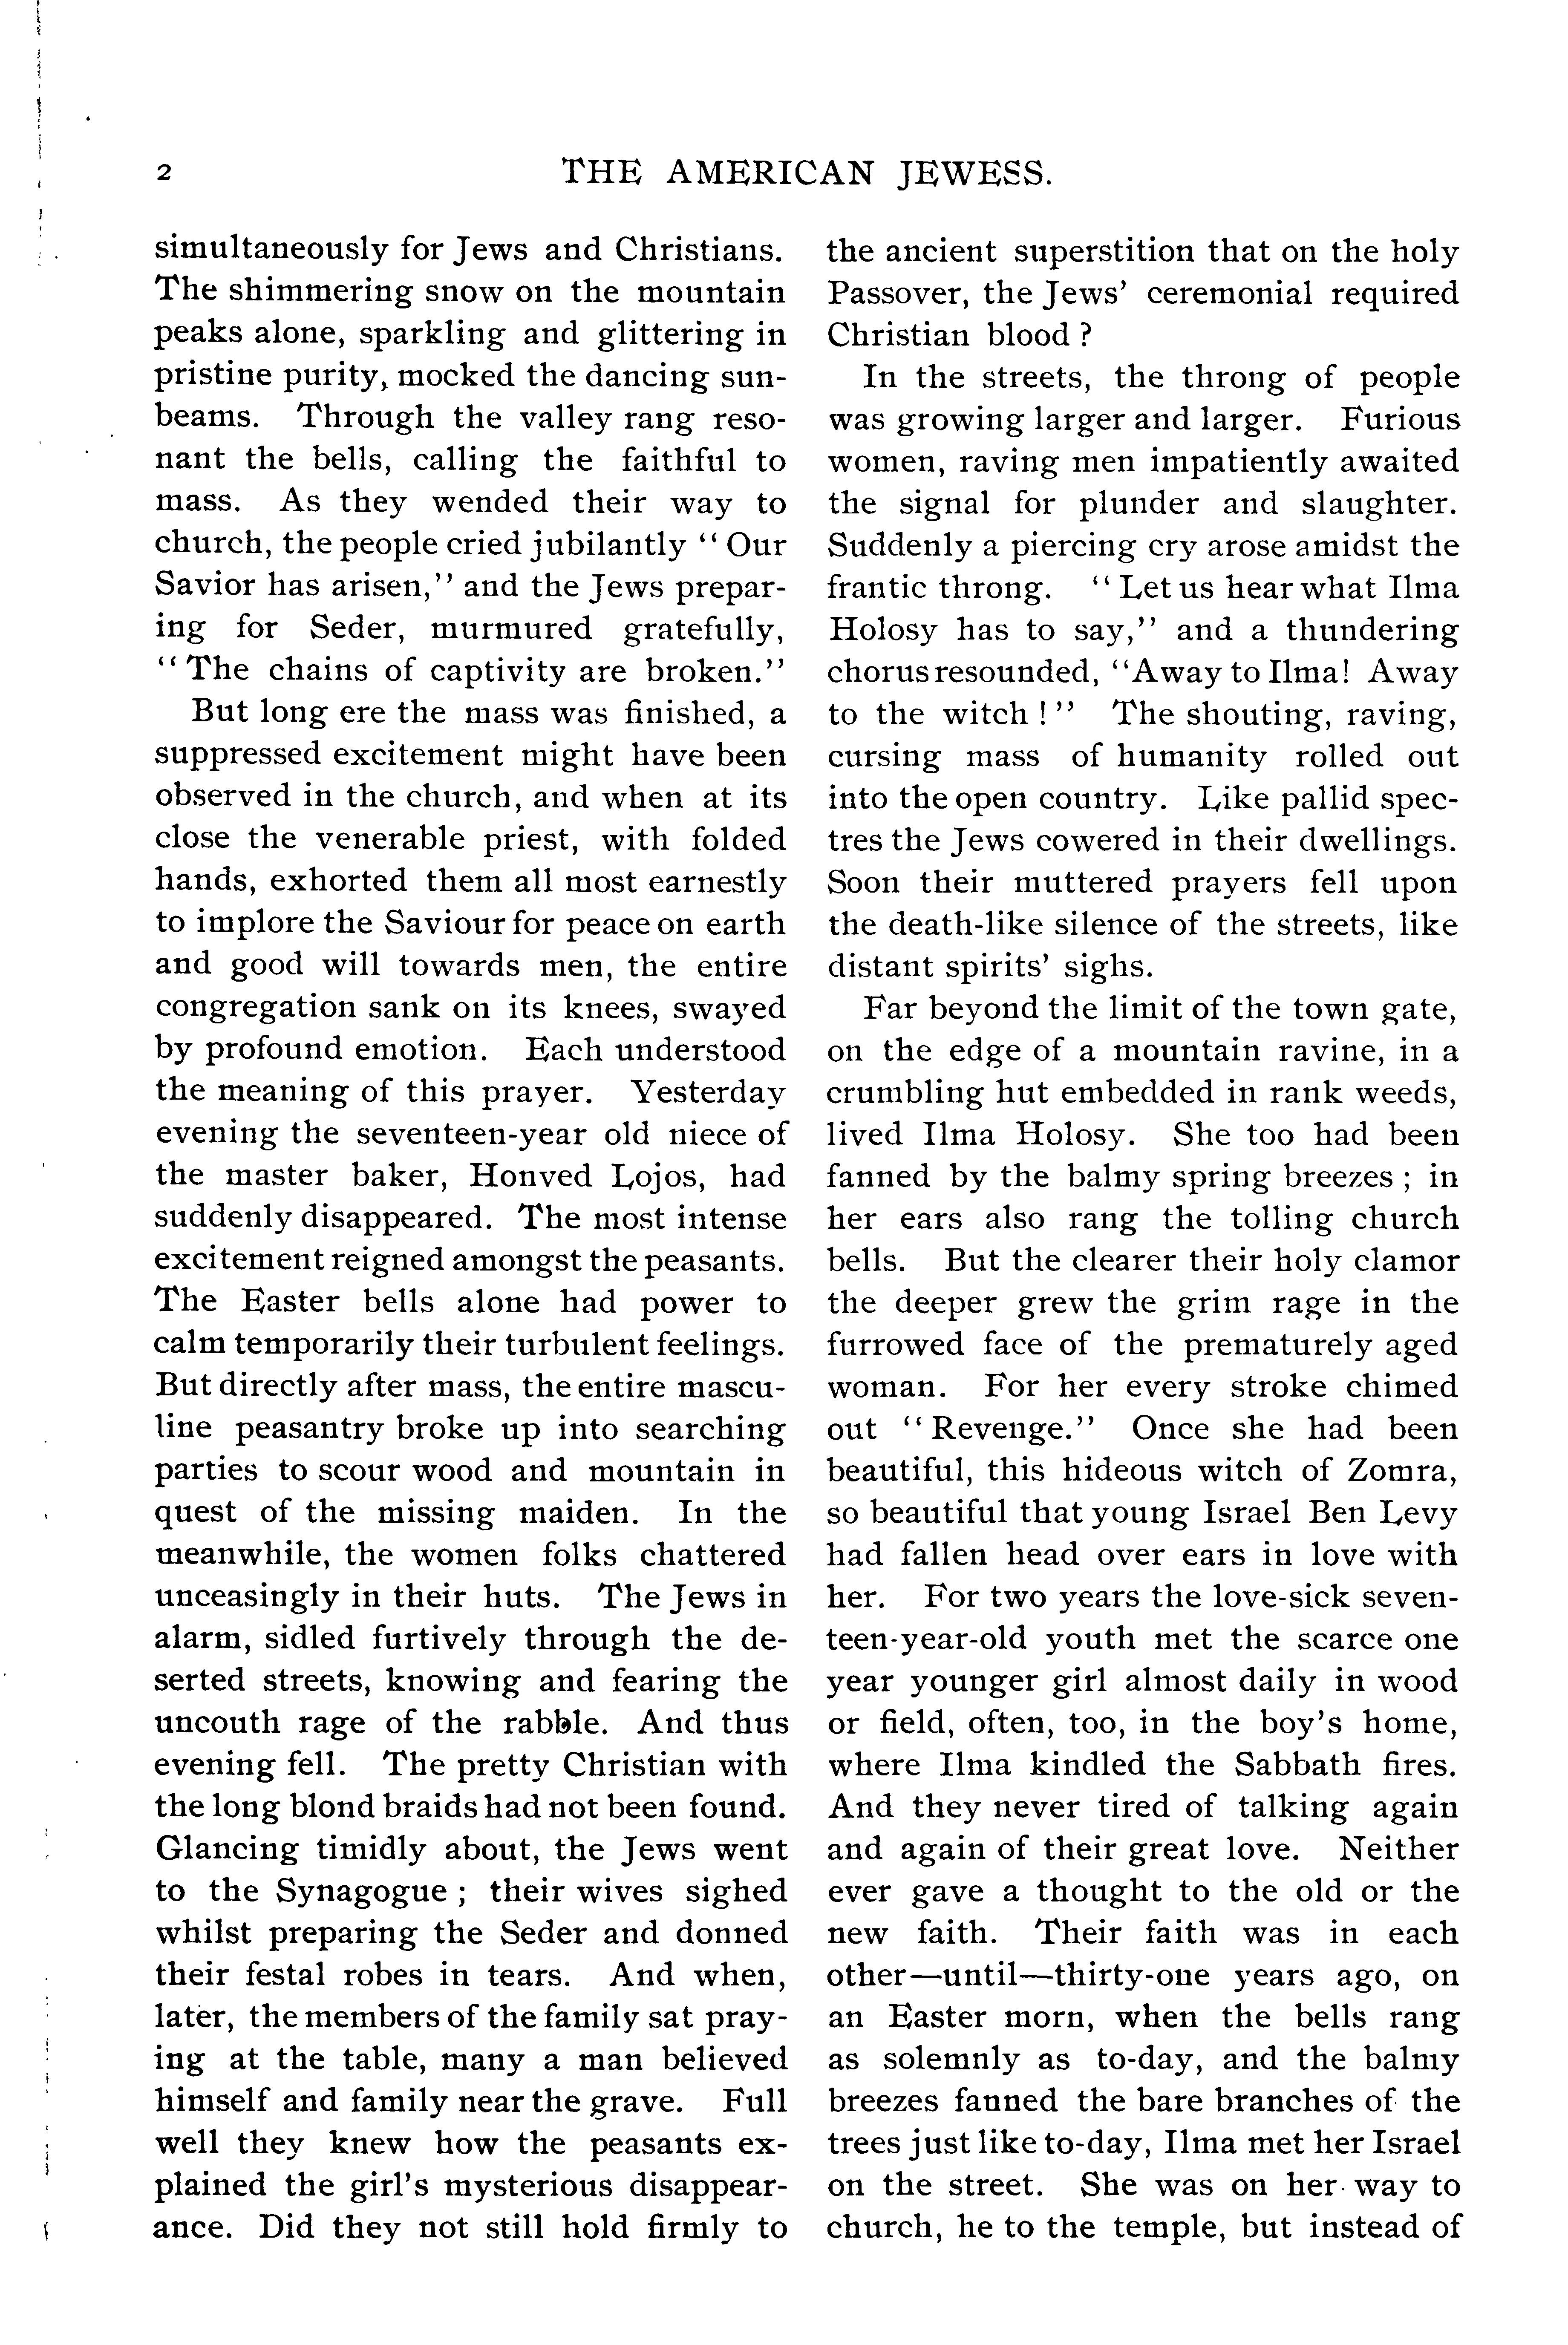 2
THE AMERICAN JEWESS.
simultaneously for Jews and Christians.
The shimmering snow on the mountain
peaks alone, sparkling and glittering in
pristine purity, mocked the dancing sun-
beams. Through the valley rang reso-
nant the bells, calling the faithful to
mass. As they wended their way to
church, the people cried jubilantly "Our
Savior has arisen," and the Jews prepar-
ing for Seder, murmured gratefully,
"The chains of captivity are broken."
But long ere the mass was finished, a
suppressed excitement might have been
observed in the church, and when at its
close the venerable priest, with folded
hands, exhorted them all most earnestly
to implore the Saviour for peace on earth
and good will towards men, the entire
congregation sank on its knees, swayed
by profound emotion. Each understood
the meaning of this prayer. Yesterday
evening the seventeen-year old niece of
the master baker, Honved Lojos, had
suddenly disappeared. The most intense
excitement reigned amongst the peasants.
The Easter bells alone had power to
calm temporarily their turbulent feelings.
But directly after mass, the entire mascu-
line peasantry broke up into searching
parties to scour wood and mountain in
quest of the missing maiden. In the
meanwhile, the women folks chattered
unceasingly in their huts. The Jews in
alarm, sidled furtively through the de-
serted streets, knowing and fearing the
uncouth rage of the rabble. And thus
evening fell. The pretty Christian with
the long blond braids had not been found.
Glancing timidly about, the Jews went
to the Synagogue; their wives sighed
whilst preparing the Seder and donned
their festal robes in tears. And when,
later, the members of the family sat pray-
ing at the table, many a man believed
himself and family near the grave. Full
well they knew how the peasants ex-
plained the girl's mysterious disappear-
ance. Did they not still hold firmly to
the ancient superstition that on the holy
Passover, the Jews' ceremonial required
Christian blood?
In the streets, the throng of people
was growing larger and larger. Furious
women, raving men impatiently awaited
the signal for plunder and slaughter.
Suddenly a piercing cry arose amidst the
frantic throng. "Let us hear what Ilma
Holosy has to say," and a thundering
chorus resounded, "Away to Ilma! Away
to the witch!" The shouting, raving,
cursing mass of humanity rolled out
into the open country. Like pallid spec-
tres the Jews cowered in their dwellings.
Soon their muttered prayers fell upon
the death-like silence of the streets, like
distant spirits' sighs.
Far beyond the limit of the town gate,
on the edge of a mountain ravine, in a
crumbling hut embedded in rank weeds,
lived Ilma Holosy. She too had been
fanned by the balmy spring breezes; in
her ears also rang the tolling church
bells. But the clearer their holy clamor
the deeper grew the grim rage in the
furrowed face of the prematurely aged
woman. For her every stroke chimed
out "Revenge." Once she had been
beautiful, this hideous witch of Zomra,
so beautiful that young Israel Ben Levy
had fallen head over ears in love with
her. For two years the love-sick seven-
teen-year-old youth met the scarce one
year younger girl almost daily in wood
or field, often, too, in the boy's home,
where Ilma kindled the Sabbath fires.
And they never tired of talking again
and again of their great love. Neither
ever gave a thought to the old or the
new faith. Their faith was in each
other—until—thirty-one years ago, on
an Easter morn, when the bells rang
as solemnly as to-day, and the balmy
breezes fanned the bare branches of the
trees just like to-day, Ilma met her Israel
on the street. She was on her way to
church, he to the temple, but instead of